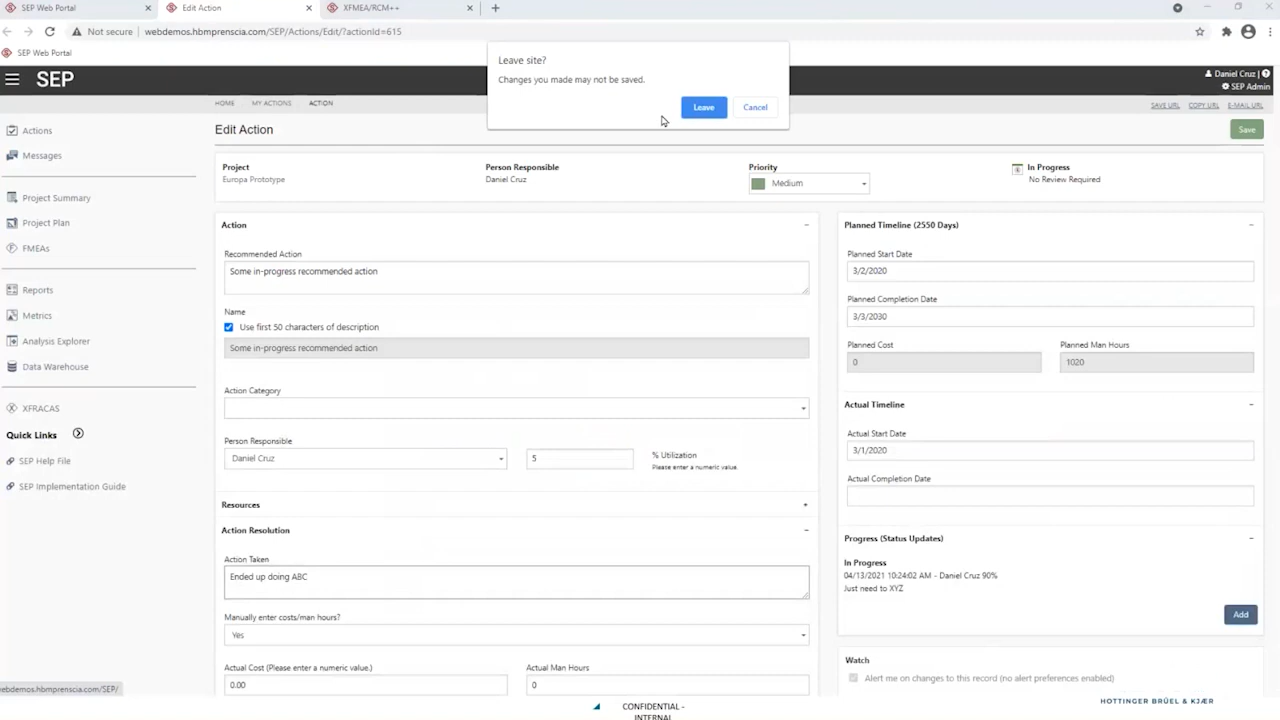 SEP Web Portal
Edit Action
XFMEA/RCM++
Not secure
webdemos.hbmprenscia.com/SEP/Actions/Edit/?actionId=615
SEP Web Portal
Leave site?
Changes you made may not be saved.
Leave
Cancel
SEP
Daniel Cruz |
SEP Admin
HOME
MY ACTIONS
ACTION
SAVE URL
COPY URL
E-MAIL URL
Edit Action
Save
Actions
Messages
Project Summary
Project Plan
FMEAs
Reports
Metrics
Analysis Explorer
Data Warehouse
XFRACAS
Quick Links
SEP Help File
SEP Implementation Guide
Project
Europa Prototype
Person Responsible
Daniel Cruz
Priority
Medium
In Progress
No Review Required
Action
Recommended Action
Some in-progress recommended action
Name
Use first 50 characters of description
Some in-progress recommended action
Action Category
Person Responsible
Daniel Cruz
5
% Utilization
Please enter a numeric value.
Resources
Action Resolution
Action Taken
Ended up doing ABC
Manually enter costs/man hours?
Yes
Actual Cost (Please enter a numeric value.)
0.00
Actual Man Hours
0
Planned Timeline (2550 Days)
Planned Start Date
3/2/2020
Planned Completion Date
3/3/2030
Planned Cost
0
Planned Man Hours
1020
Actual Timeline
Actual Start Date
3/1/2020
Actual Completion Date
Progress (Status Updates)
In Progress
04/13/2021 10:24:02 AM - Daniel Cruz 90%
Just need to XYZ
Add
Watch
Alert me on changes to this record (no alert preferences enabled)
webdemos.hbmprenscia.com/SEP/
CONFIDENTIAL -
INTERNAL
HOTTINGER BRÜEL & KJÆR